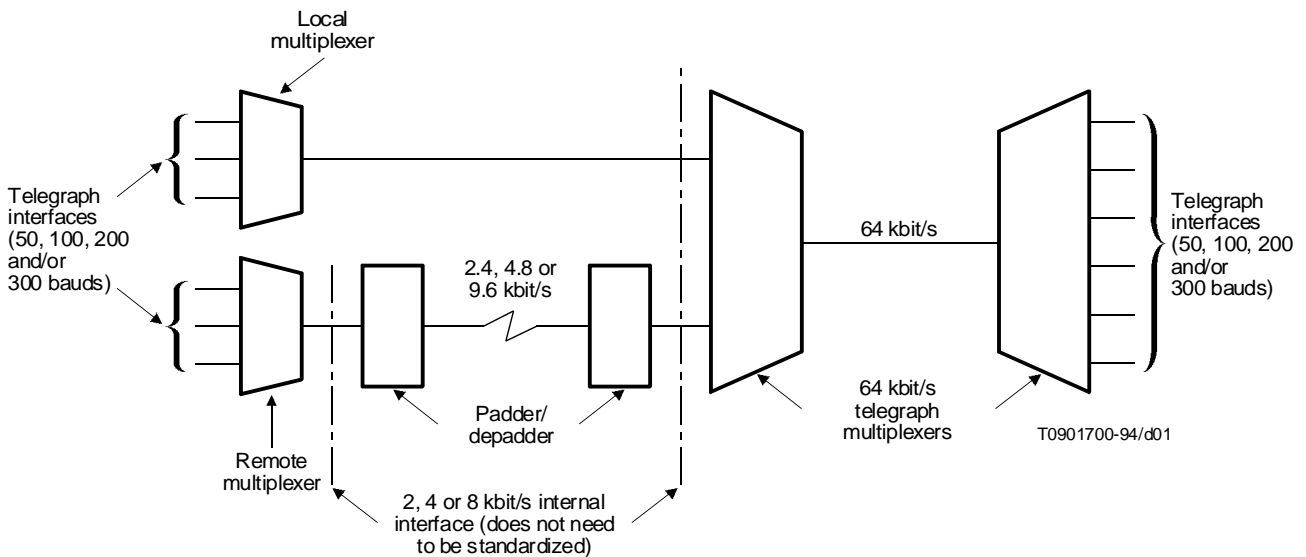 Local
multiplexer
Telegraph
interfaces
(50, 100, 200
and/or
300 bauds)
2.4, 4.8 or
9.6 kbit/s
64 kbit/s
Telegraph
interfaces
(50, 100, 200
and/or
300 bauds)
Padder/
depadder
64 kbit/s
telegraph
multiplexers
T0901700-94/d01
Remote
multiplexer
2, 4 or 8 kbit/s internal
interface (does not need
to be standardized)